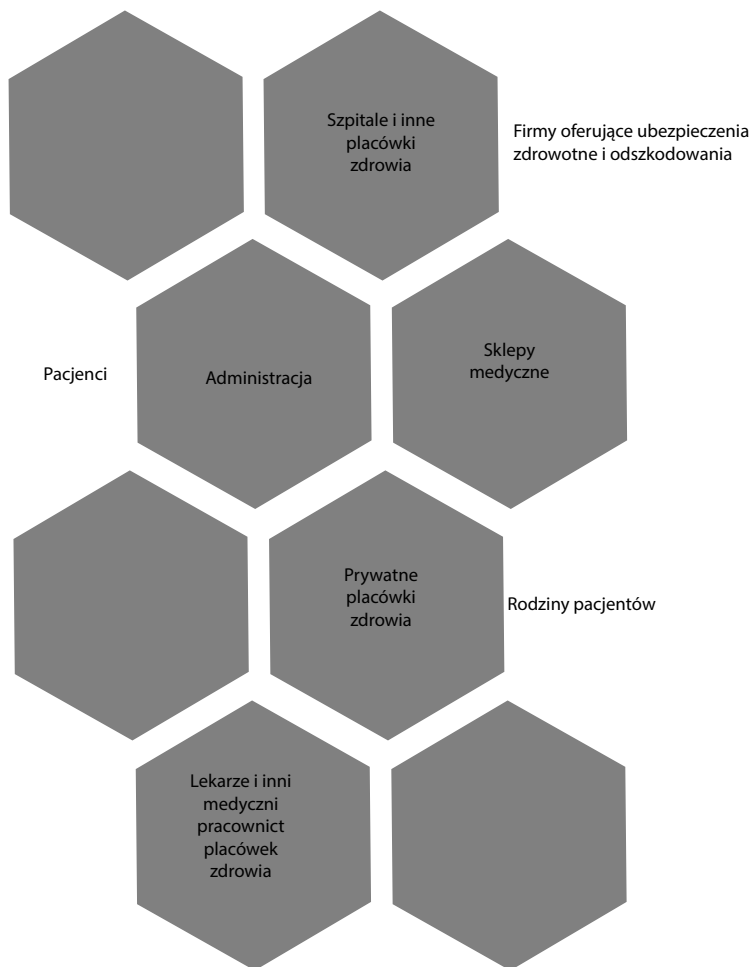 Szpitale i inne
placówki
zdrowia
Firmy oferujące ubezpieczenia
zdrowotne i odszkodowania
Pacjenci
Administracja
Sklepy
medyczne
Prywatne
placówki
zdrowia
Rodziny pacjentów
Lekarze i inni
medyczni
pracownict
placówek
zdrowia